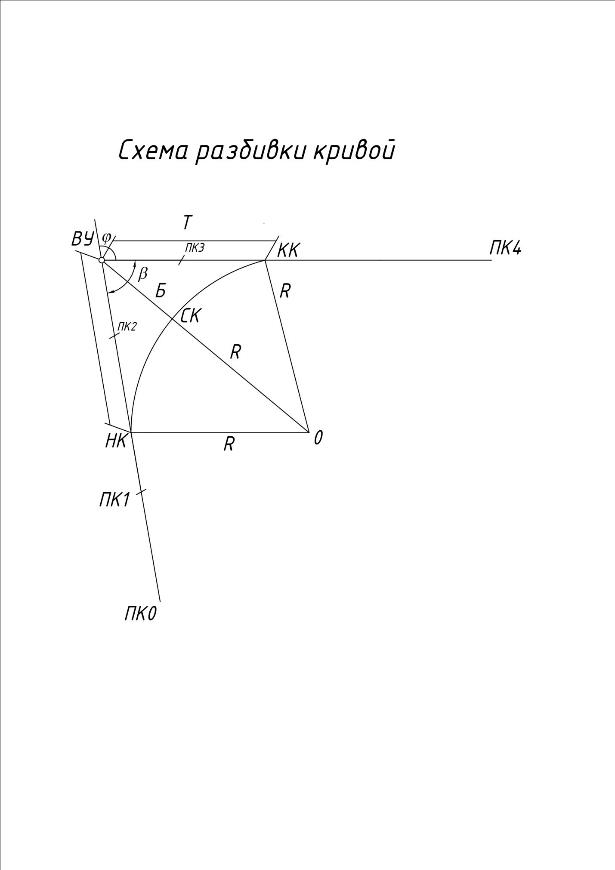 Схема разбивки кривой
Т
ВУ φ ПК3 КК ПК4
β
Б R
СК
ПК2
R
НК R О
ПК1
ПК0